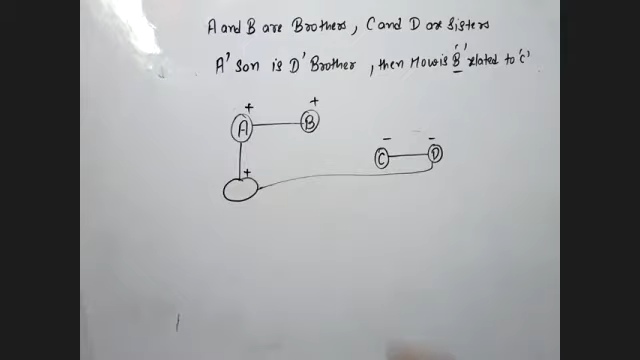 A and B are Brothers, C and D are Sisters
A' Son is D' Brother, then How is 'B' related to 'C'
+ +
A B
- -
C D
+